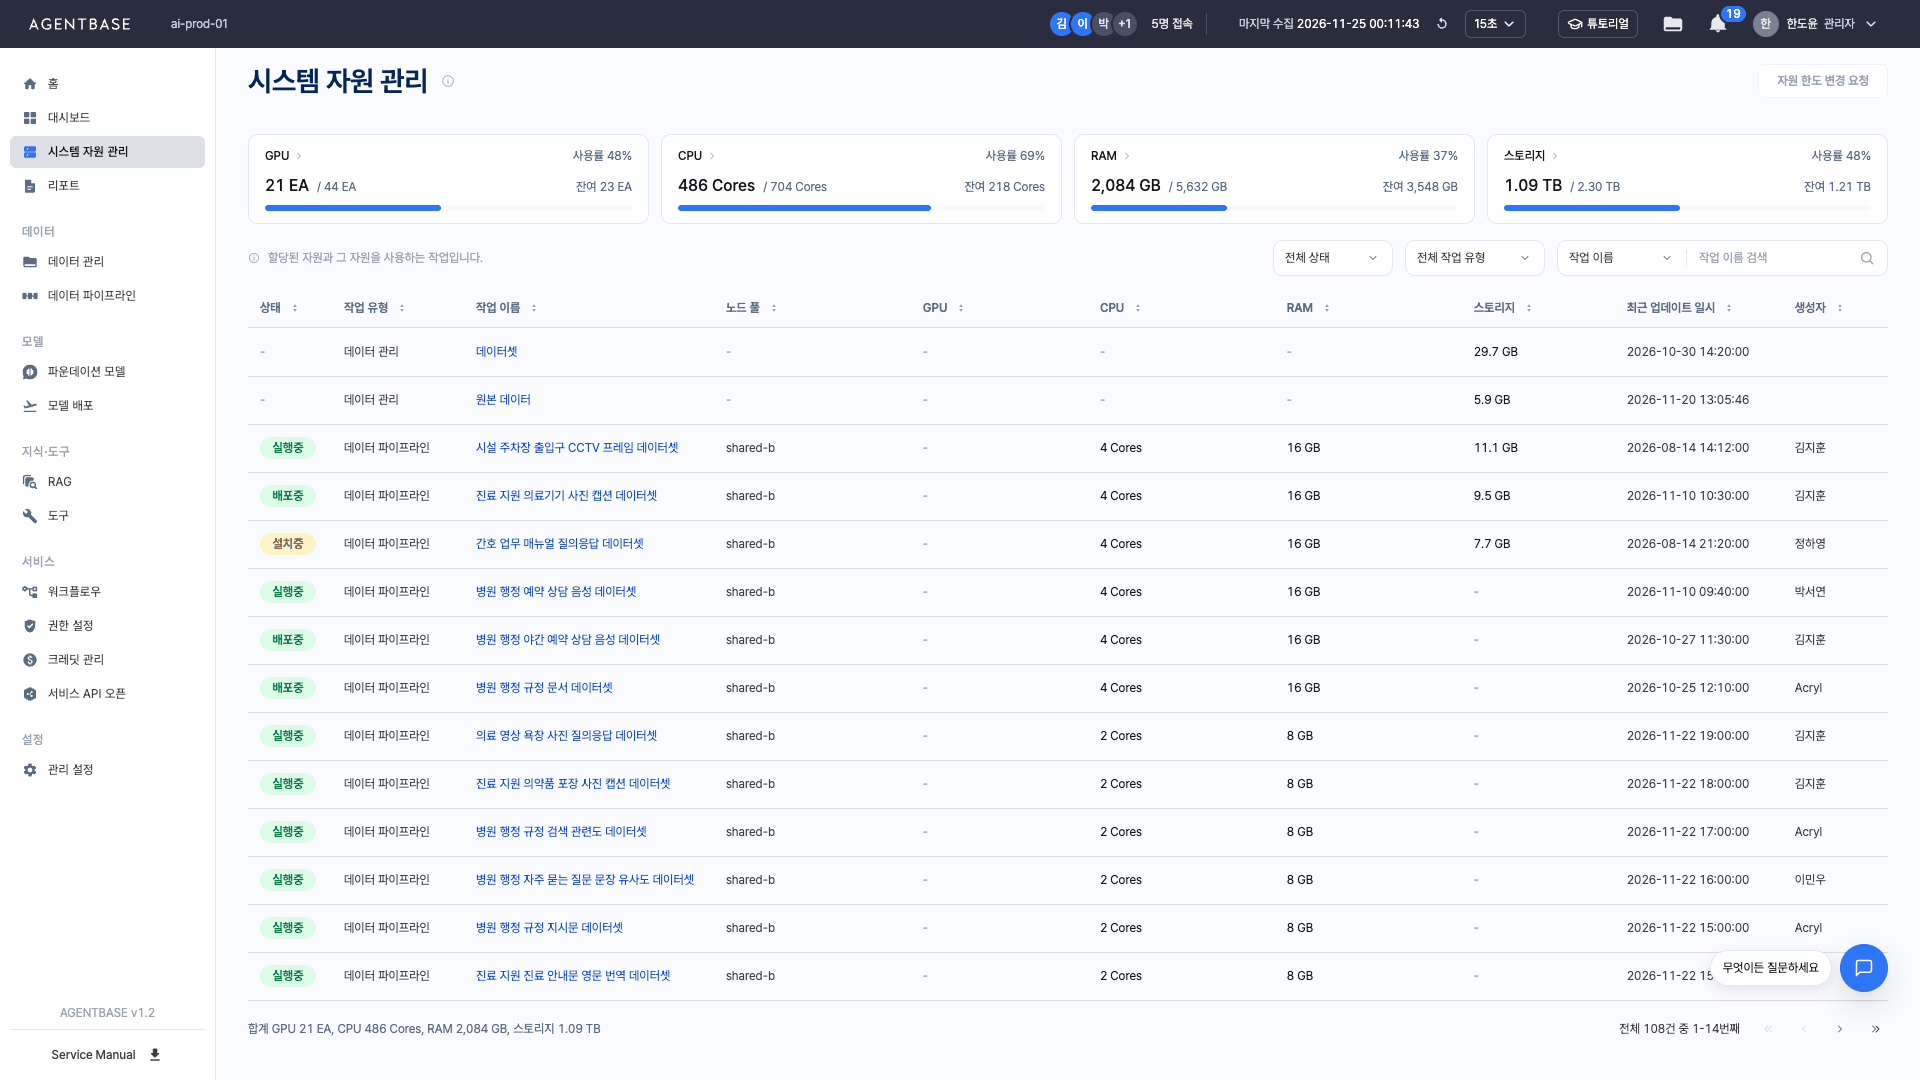 AGENTBASE
ai-prod-01
김 이 박 +1 5명 접속
마지막 수집 2026-11-25 00:11:43
15초
튜토리얼
19
한 한도윤 관리자
홈
대시보드
시스템 자원 관리
리포트
데이터
데이터 관리
데이터 파이프라인
모델
파운데이션 모델
모델 배포
지식·도구
RAG
도구
서비스
워크플로우
권한 설정
크레딧 관리
서비스 API 오픈
설정
관리 설정
AGENTBASE v1.2
Service Manual
시스템 자원 관리
자원 한도 변경 요청
GPU 사용률 48%
21 EA / 44 EA 잔여 23 EA
CPU 사용률 69%
486 Cores / 704 Cores 잔여 218 Cores
RAM 사용률 37%
2,084 GB / 5,632 GB 잔여 3,548 GB
스토리지 사용률 48%
1.09 TB / 2.30 TB 잔여 1.21 TB
할당된 자원과 그 자원을 사용하는 작업입니다.
전체 상태
전체 작업 유형
작업 이름
작업 이름 검색
상태 작업 유형 작업 이름 노드 풀 GPU CPU RAM 스토리지 최근 업데이트 일시 생성자
- 데이터 관리 데이터셋 - - - - 29.7 GB 2026-10-30 14:20:00
- 데이터 관리 원본 데이터 - - - - 5.9 GB 2026-11-20 13:05:46
실행중 데이터 파이프라인 시설 주차장 출입구 CCTV 프레임 데이터셋 shared-b - 4 Cores 16 GB 11.1 GB 2026-08-14 14:12:00 김지훈
배포중 데이터 파이프라인 진료 지원 의료기기 사진 캡션 데이터셋 shared-b - 4 Cores 16 GB 9.5 GB 2026-11-10 10:30:00 김지훈
설치중 데이터 파이프라인 간호 업무 매뉴얼 질의응답 데이터셋 shared-b - 4 Cores 16 GB 7.7 GB 2026-08-14 21:20:00 정하영
실행중 데이터 파이프라인 병원 행정 예약 상담 음성 데이터셋 shared-b - 4 Cores 16 GB - 2026-11-10 09:40:00 박서연
배포중 데이터 파이프라인 병원 행정 야간 예약 상담 음성 데이터셋 shared-b - 4 Cores 16 GB - 2026-10-27 11:30:00 김지훈
배포중 데이터 파이프라인 병원 행정 규정 문서 데이터셋 shared-b - 4 Cores 16 GB - 2026-10-25 12:10:00 Acryl
실행중 데이터 파이프라인 의료 영상 욕창 사진 질의응답 데이터셋 shared-b - 2 Cores 8 GB - 2026-11-22 19:00:00 김지훈
실행중 데이터 파이프라인 진료 지원 의약품 포장 사진 캡션 데이터셋 shared-b - 2 Cores 8 GB - 2026-11-22 18:00:00 김지훈
실행중 데이터 파이프라인 병원 행정 규정 검색 관련도 데이터셋 shared-b - 2 Cores 8 GB - 2026-11-22 17:00:00 Acryl
실행중 데이터 파이프라인 병원 행정 자주 묻는 질문 문장 유사도 데이터셋 shared-b - 2 Cores 8 GB - 2026-11-22 16:00:00 이민우
실행중 데이터 파이프라인 병원 행정 규정 지시문 데이터셋 shared-b - 2 Cores 8 GB - 2026-11-22 15:00:00 Acryl
실행중 데이터 파이프라인 진료 지원 진료 안내문 영문 번역 데이터셋 shared-b - 2 Cores 8 GB - 2026-11-22
무엇이든 질문하세요
합계 GPU 21 EA, CPU 486 Cores, RAM 2,084 GB, 스토리지 1.09 TB
전체 108건 중 1-14번째